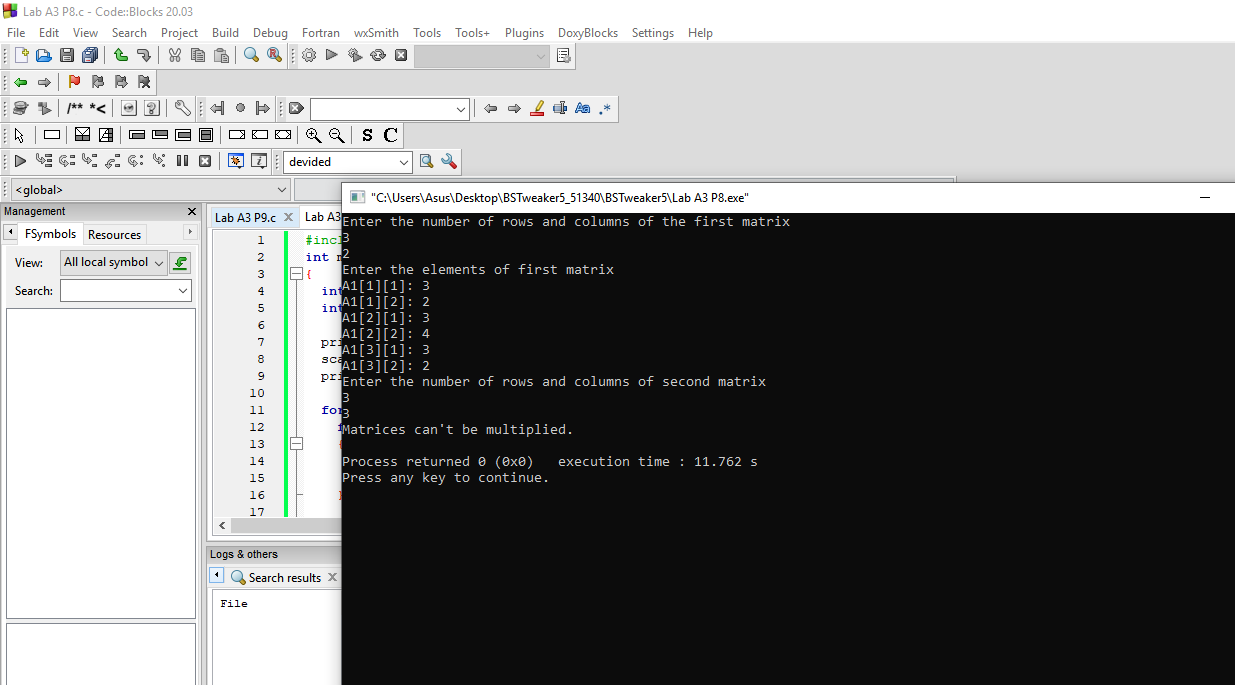 Lab A3 P8.c - Code::Blocks 20.03
File Edit View Search Project Build Debug Fortran wxSmith Tools Tools+ Plugins DoxyBlocks Settings Help
/** *<
Aa .*
S C
devided
<global>
"C:\Users\Asus\Desktop\BSTweaker5_51340\BSTweaker5\Lab A3 P8.exe"
Management
FSymbols Resources
View: All local symbol
Search:
Lab A3 P9.c Lab A3
1 #incl
2 int m
3 {
4 int
5 int
6
7 pri
8 sca
9 pri
10
11 for
12 f
13 {
14
15
16 }
17
Logs & others
Search results
File
Enter the number of rows and columns of the first matrix
3
2
Enter the elements of first matrix
A1[1][1]: 3
A1[1][2]: 2
A1[2][1]: 3
A1[2][2]: 4
A1[3][1]: 3
A1[3][2]: 2
Enter the number of rows and columns of second matrix
3
3
Matrices can't be multiplied.
Process returned 0 (0x0) execution time : 11.762 s
Press any key to continue.